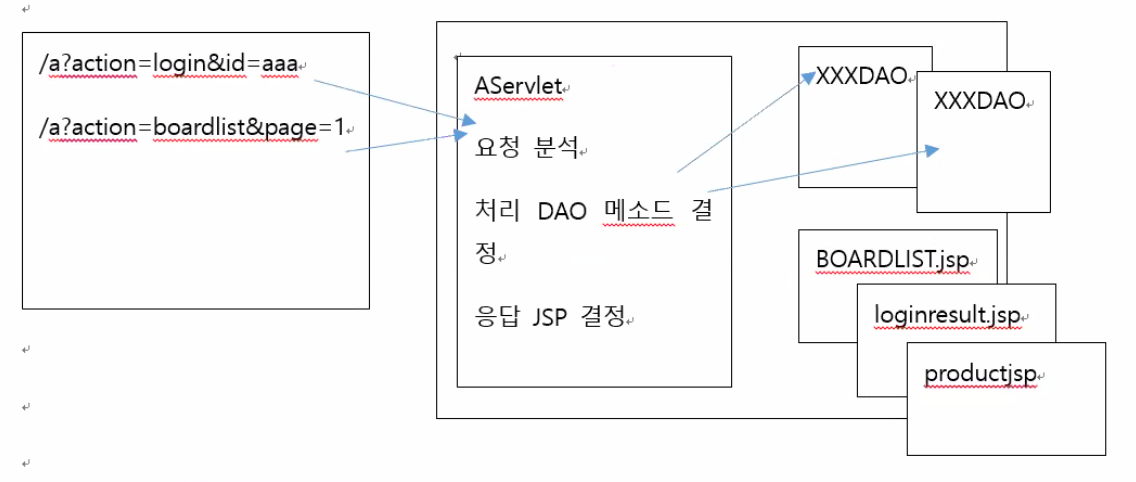 /a?action=login&id=aaa
/a?action=boardlist&page=1
AServlet
요청 분석
처리 DAO 메소드 결
정
응답 JSP 결정
XXXDAO
XXXDAO
BOARDLIST.jsp
loginresult.jsp
productjsp